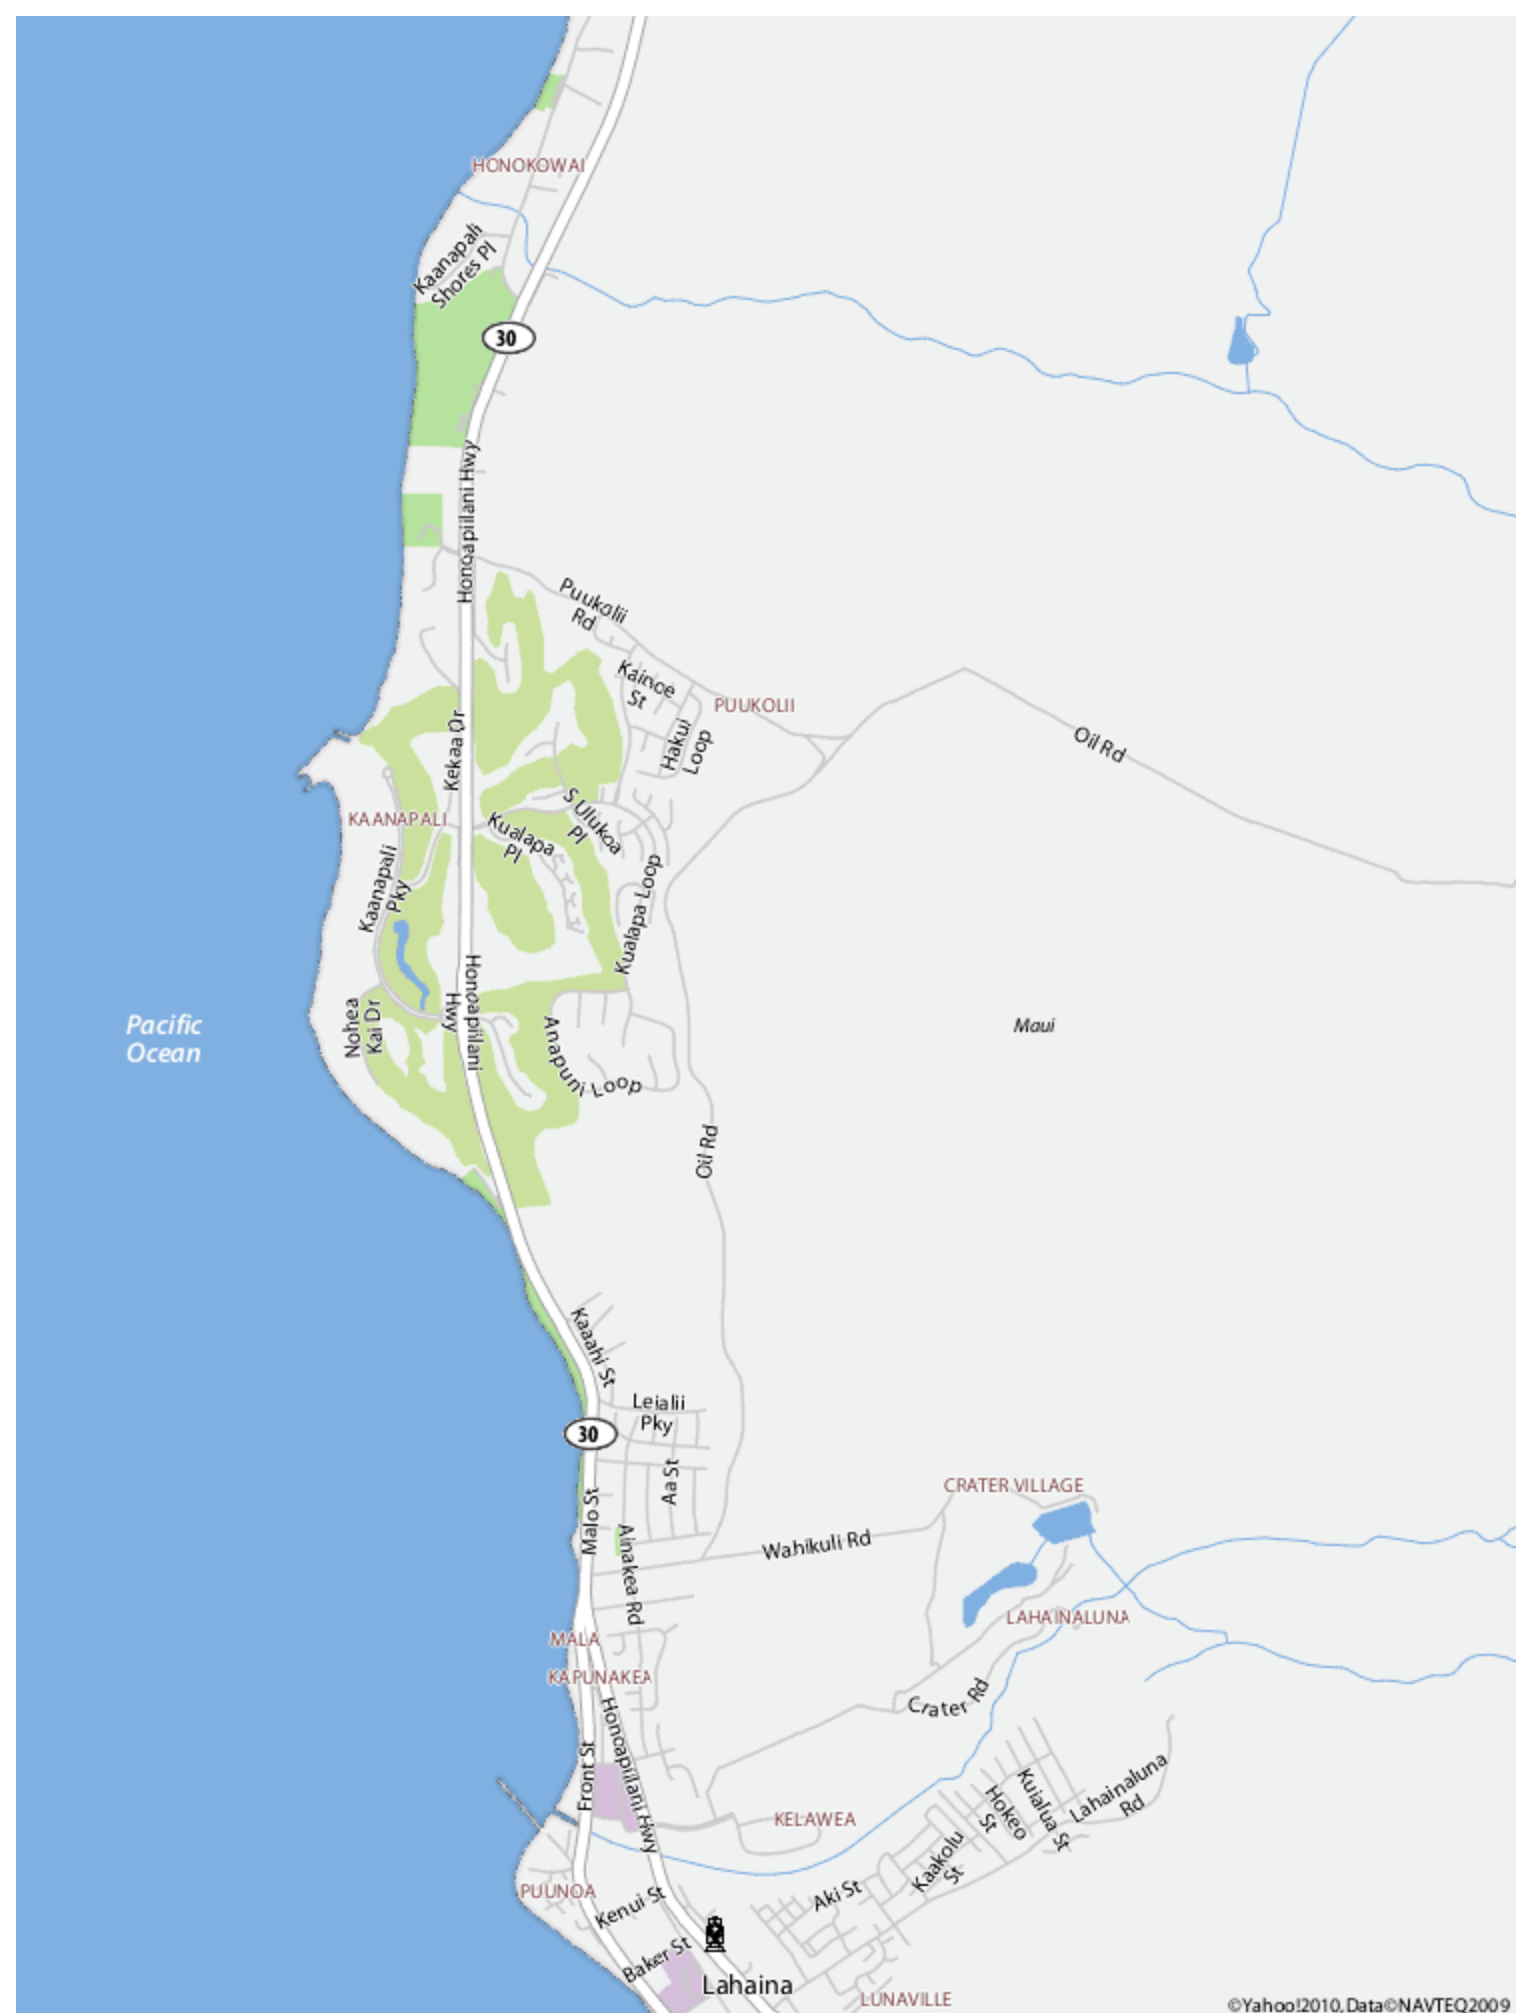 HONOKOWAI
Kaanapali
Shores Pl
30
Honoapiilani Hwy
Puukolii
Rd
Kainoe
St
PUUKOLII
Hakui
Loop
Oil Rd
Kekaa Dr
KAANAPALI
S Ulukoa
Pl
Kualapa
Pl
Kaanapali
Pky
Kualapa Loop
Honoapiilani
Hwy
Nohea
Kai Dr
Pacific
Ocean
Anapuni Loop
Maui
Oil Rd
Kaaahi St
Leialii
Pky
30
Aa St
CRATER VILLAGE
Malo St
Ainakea Rd
Wahikuli Rd
LAHAINALUNA
MALA
KAPUNAKEA
Crater Rd
Honoapiilani Hwy
Front St
Kuialua St
Hokeo
St
Lahainaluna
Rd
KELAWEA
Kaakolu
St
Aki St
PUUNOA
Kenui St
Baker St
Lahaina
LUNAVILLE
©Yahoo!2010,Data©NAVTEQ2009